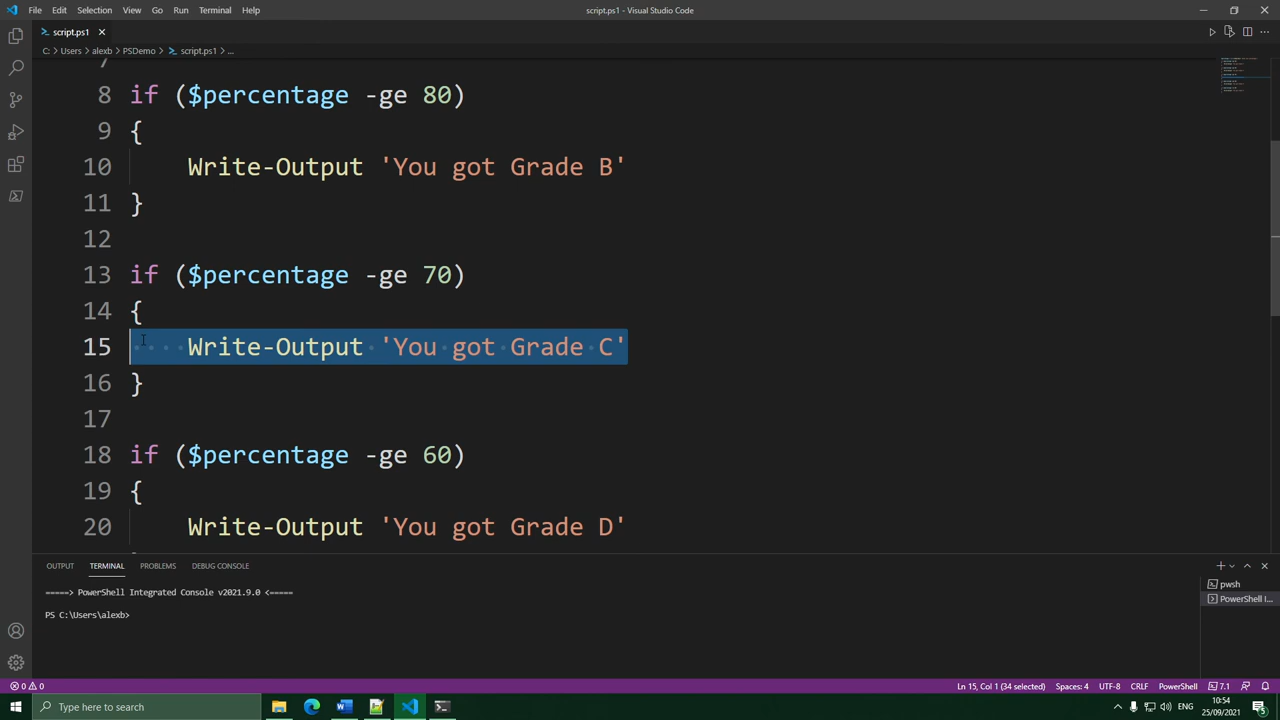 File Edit Selection View Go Run Terminal Help
script.ps1 - Visual Studio Code
script.ps1
C: > Users > alexb > PSDemo > script.ps1 > ...
7
8 if ($percentage -ge 80)
9 {
10 Write-Output 'You got Grade B'
11 }
12
13 if ($percentage -ge 70)
14 {
15 Write-Output 'You got Grade C'
16 }
17
18 if ($percentage -ge 60)
19 {
20 Write-Output 'You got Grade D'
OUTPUT TERMINAL PROBLEMS DEBUG CONSOLE
=====> PowerShell Integrated Console v2021.9.0 <=====
PS C:\Users\alexb>
pwsh
PowerShell I...
0 0
Ln 15, Col 1 (34 selected) Spaces: 4 UTF-8 CRLF PowerShell 7.1
Type here to search
ENG
10:54
25/09/2021
5